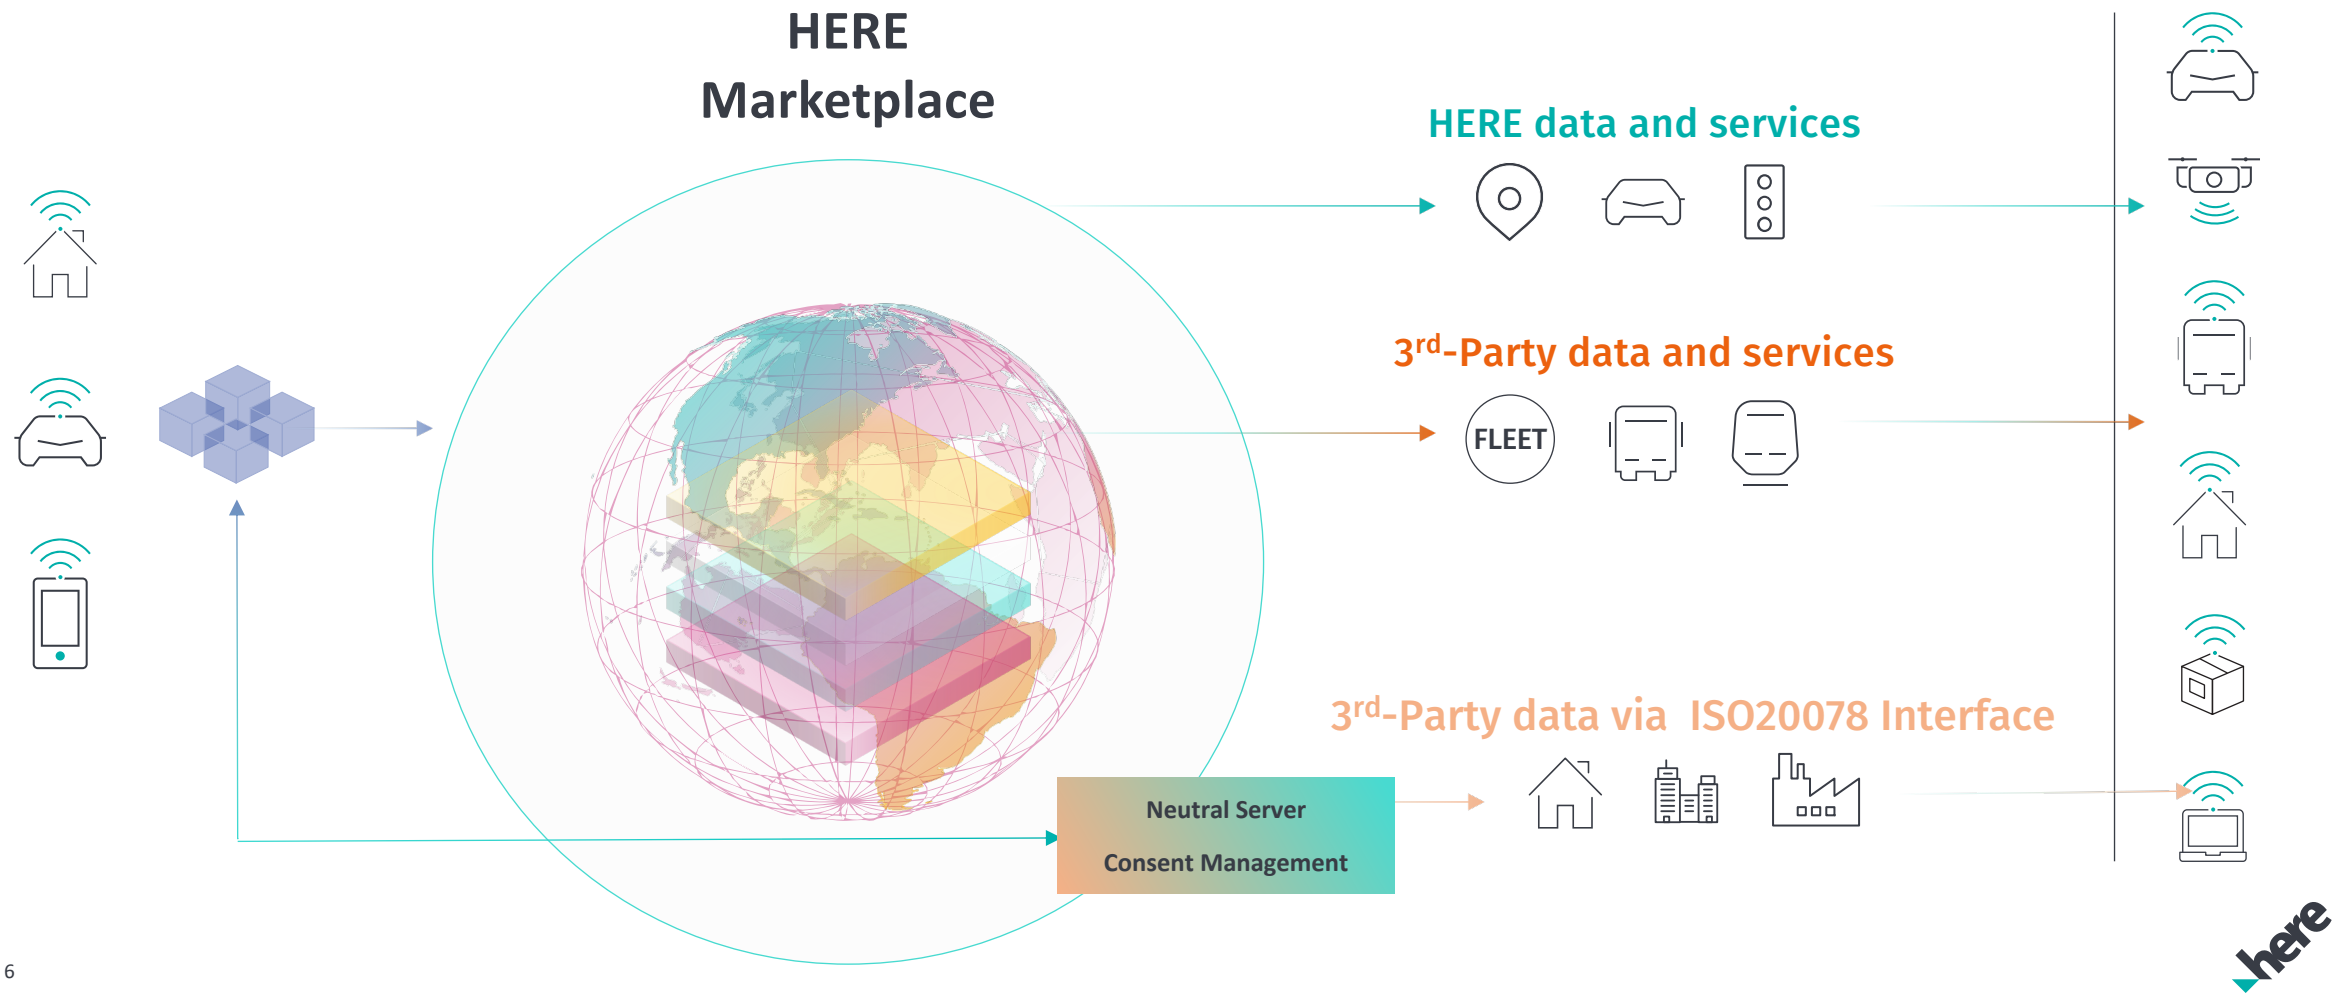 HERE
Marketplace
HERE data and services
3rd-Party data and services
FLEET
3rd-Party data via ISO20078 Interface
Neutral Server
Consent Management
6
here